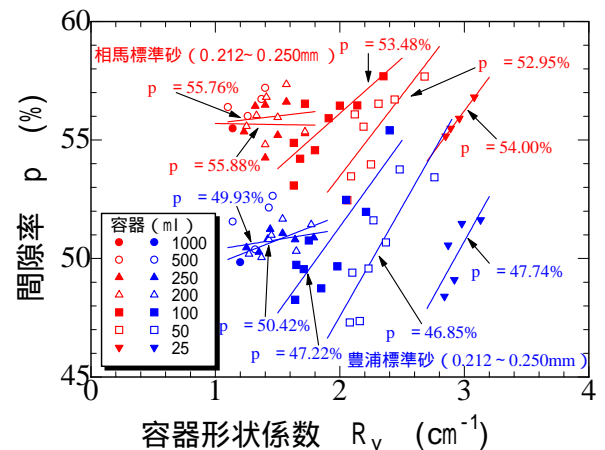 60
55
50
45
間隙率 p (%)
相馬標準砂 (0.212~0.250mm)
p = 53.48%
p = 55.76%
p = 52.95%
p = 55.88%
p = 54.00%
p = 49.93%
容器(ml)
1000
500
250
200
100
50
25
p = 50.42%
p = 47.22%
p = 46.85%
p = 47.74%
豊浦標準砂 (0.212~0.250mm)
0 1 2 3 4
容器形状係数 Rv (cm⁻¹)